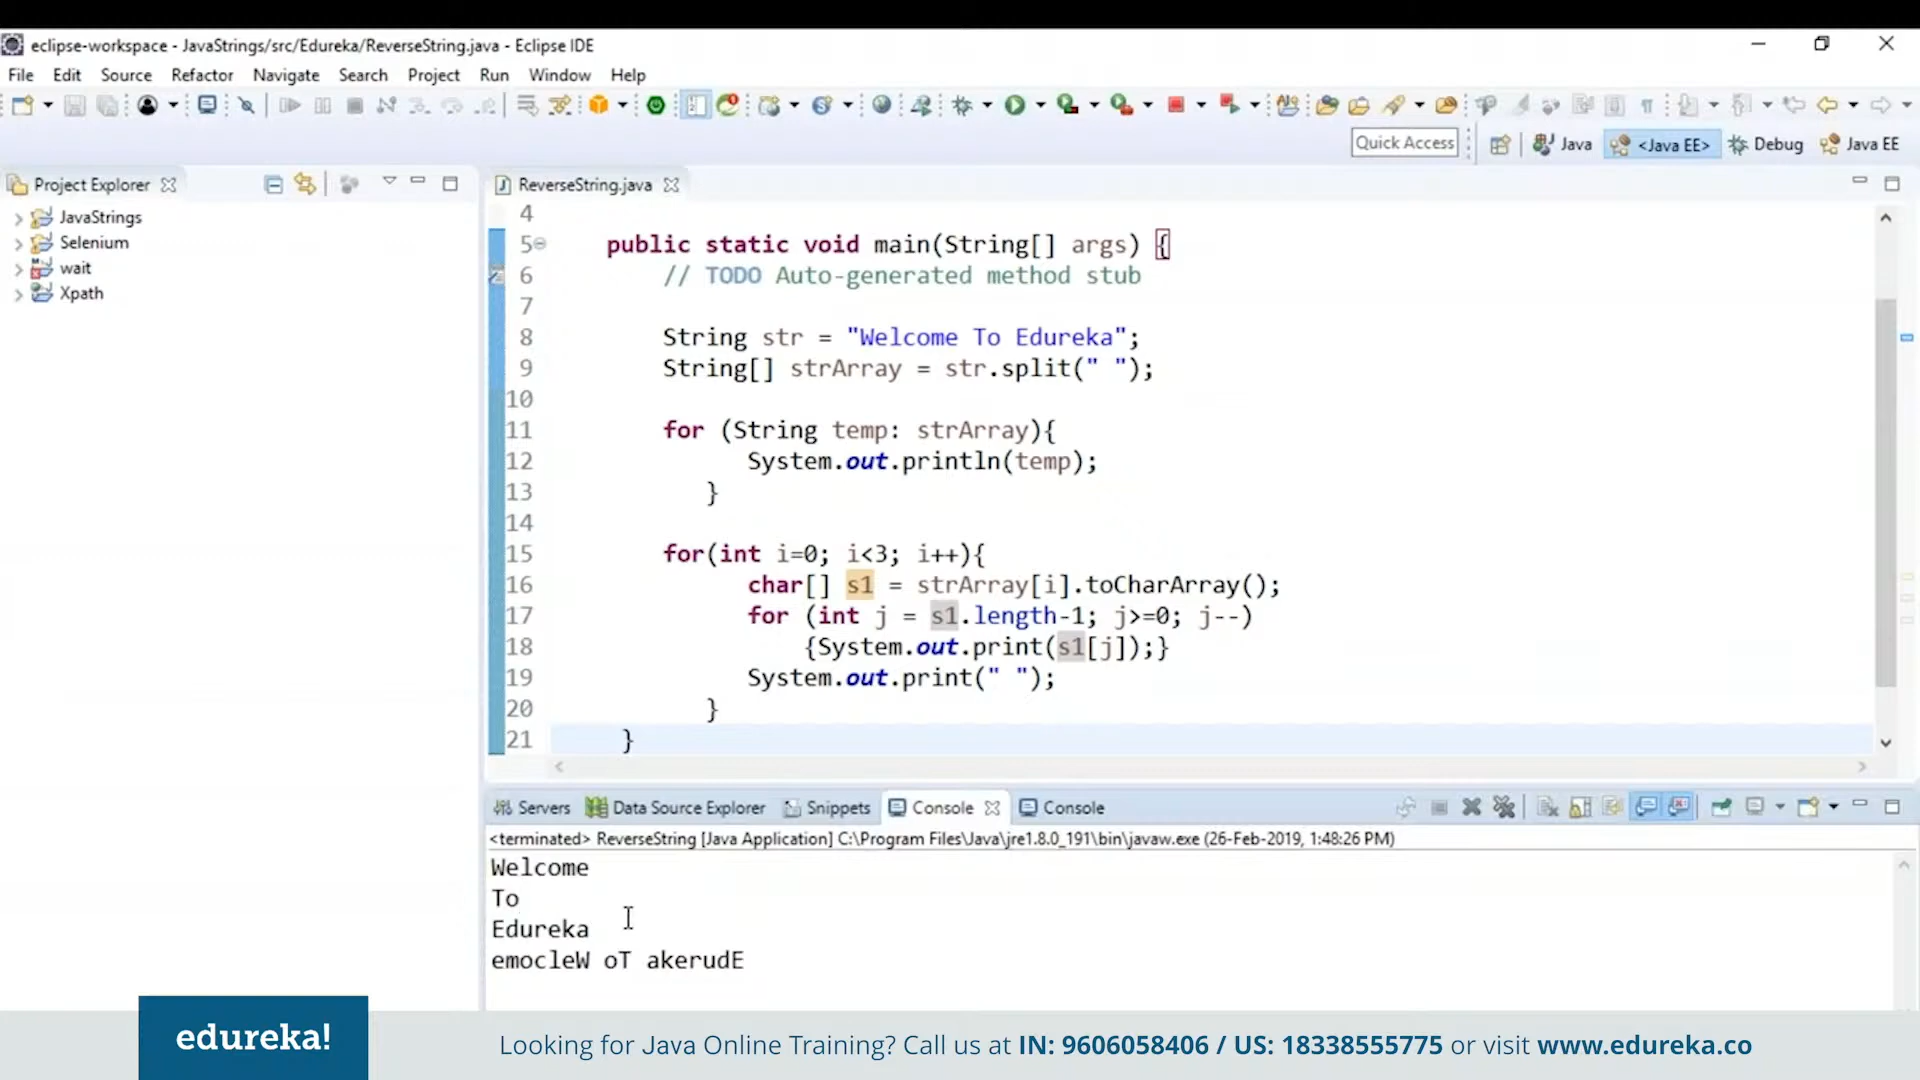 eclipse-workspace - JavaStrings/src/Edureka/ReverseString.java - Eclipse IDE
File Edit Source Refactor Navigate Search Project Run Window Help
Quick Access Java <Java EE> Debug Java EE
Project Explorer
JavaStrings
Selenium
wait
Xpath
ReverseString.java
4
5 public static void main(String[] args) {
6 // TODO Auto-generated method stub
7
8 String str = "Welcome To Edureka";
9 String[] strArray = str.split(" ");
10
11 for (String temp: strArray){
12 System.out.println(temp);
13 }
14
15 for(int i=0; i<3; i++){
16 char[] s1 = strArray[i].toCharArray();
17 for (int j = s1.length-1; j>=0; j--)
18 {System.out.print(s1[j]);}
19 System.out.print(" ");
20 }
21 }
Servers Data Source Explorer Snippets Console Console
<terminated> ReverseString [Java Application] C:\Program Files\Java\jre1.8.0_191\bin\javaw.exe (26-Feb-2019, 1:48:26 PM)
Welcome
To
Edureka
emocleW oT akerudE
edureka!
Looking for Java Online Training? Call us at IN: 9606058406 / US: 18338555775 or visit www.edureka.co